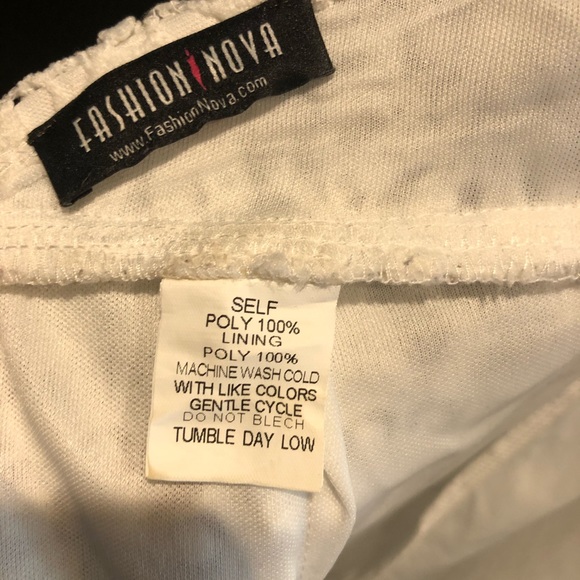 FASHION NOVA
www.FashionNova.com
SELF
POLY 100%
LINING
POLY 100%
MACHINE WASH COLD
WITH LIKE COLORS
GENTLE CYCLE
DO NOT BLECH
TUMBLE DAY LOW